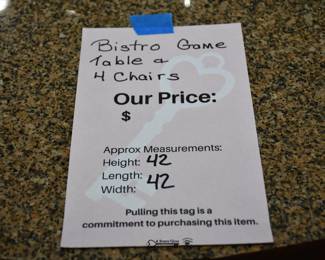 Bistro Game
Table &
4 Chairs
Our Price:
$
Approx Measurements:
Height: 42
Length: 42
Width:
Pulling this tag is a
commitment to purchasing this item.